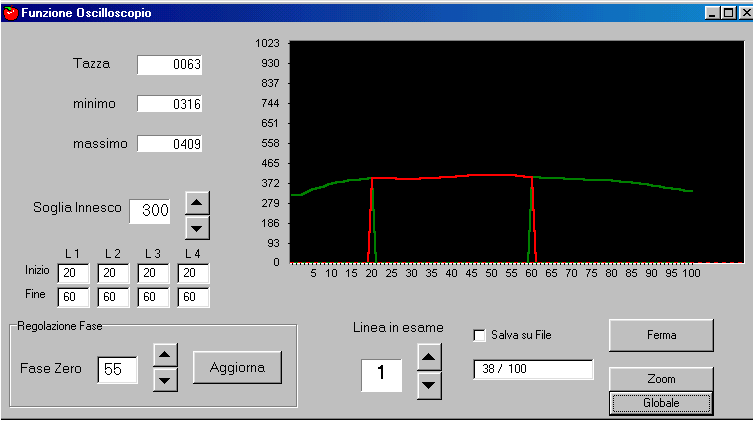 Funzione Oscilloscopio
Tazza 0063
minimo 0316
massimo 0409
Soglia Innesco 300
L 1 L 2 L 3 L 4
Inizio 20 20 20 20
Fine 60 60 60 60
Regolazione Fase
Fase Zero 55 Aggiorna
1023
930
837
744
651
558
465
372
279
186
93
0
5 10 15 20 25 30 35 40 45 50 55 60 65 70 75 80 85 90 95 100
Linea in esame
1
Salva su File
38 / 100
Ferma
Zoom
Globale